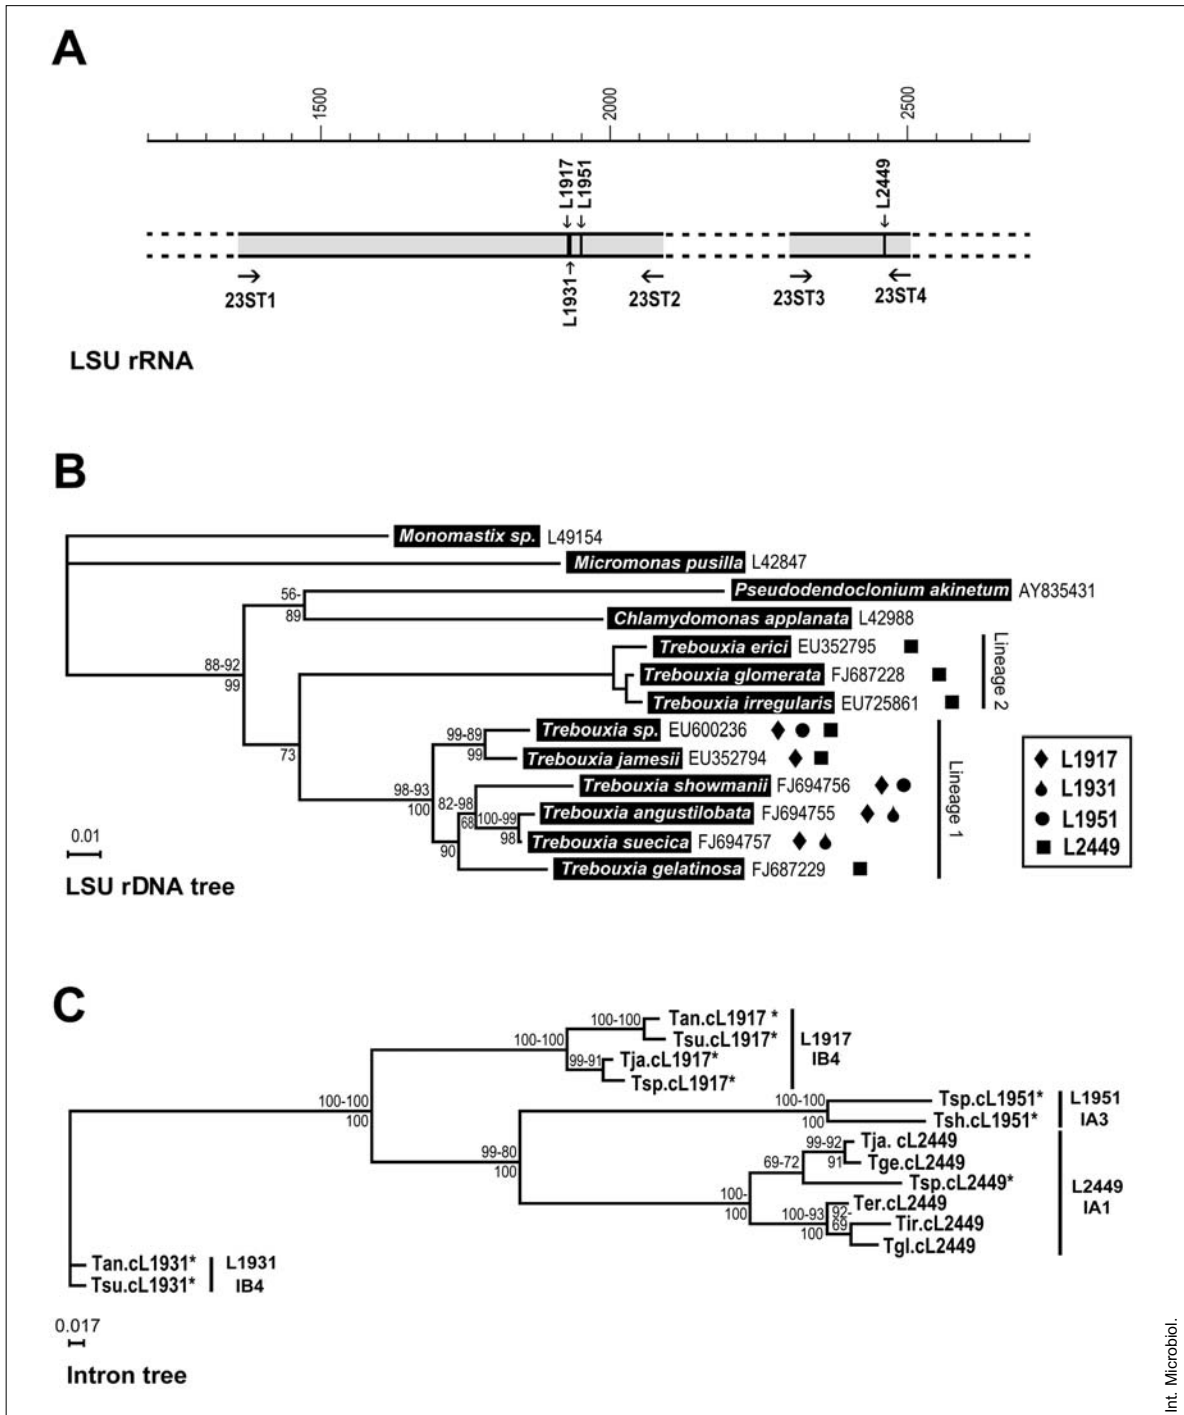 A
1500
2000
2500
L1917
L1951
L2449
L1931
23ST1
23ST2
23ST3
23ST4
LSU rRNA
B
Monomastix sp. L49154
Micromonas pusilla L42847
Pseudodendoclonium akinetum AY835431
56-
89
Chlamydomonas applanata L42988
Trebouxia erici EU352795
88-92
99
Trebouxia glomerata FJ687228
Trebouxia irregularis EU725861
Lineage 2
Trebouxia sp. EU600236
99-89
99
73
Trebouxia jamesii EU352794
Trebouxia showmanii FJ694756
98-93
100
82-98
68
100-99
98
Trebouxia angustilobata FJ694755
Trebouxia suecica FJ694757
90
Trebouxia gelatinosa FJ687229
Lineage 1
L1917
L1931
L1951
L2449
0.01
LSU rDNA tree
C
100-100
Tan.cL1917 *
Tsu.cL1917*
100-100
99-91
Tja.cL1917*
Tsp.cL1917*
L1917
IB4
100-100
100
100-100
100
Tsp.cL1951*
Tsh.cL1951*
L1951
IA3
99-80
100
99-92
91
Tja. cL2449
Tge.cL2449
69-72
Tsp.cL2449*
100-
100
Ter.cL2449
100-93
100
92-
69
Tir.cL2449
Tgl.cL2449
L2449
IA1
Tan.cL1931*
Tsu.cL1931*
L1931
IB4
0.017
Intron tree
Int. Microbiol.